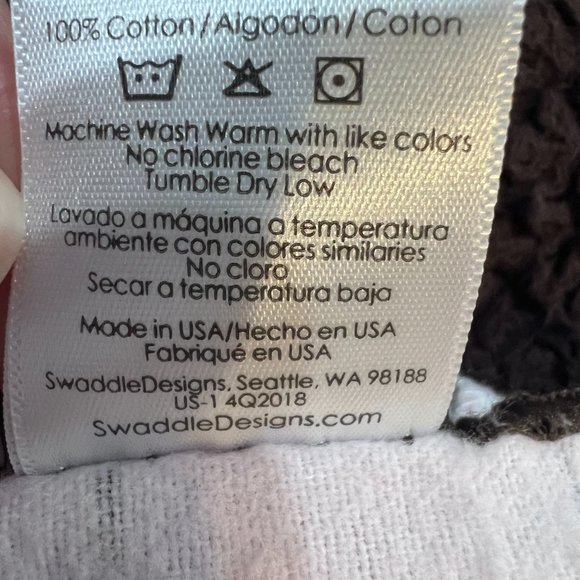 100% Cotton/Algodón/Coton
Machine Wash Warm with like colors
No chlorine bleach
Tumble Dry Low
Lavado a máquina a temperatura
ambiente con colores similaries
No cloro
Secar a temperatura baja
Made in USA/Hecho en USA
Fabriqué en USA
SwaddleDesigns, Seattle, WA 98188
US-1 4Q2018
SwaddleDesigns.com